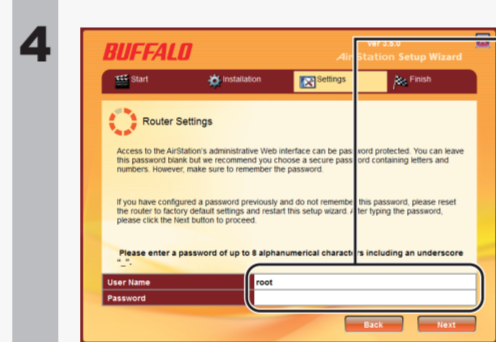 4
BUFFALO
Ver 3.8.0
AirStation Setup Wizard
Start
Installation
Settings
Finish
Router Settings
Access to the AirStation's administrative Web interface can be password protected. You can leave
this password blank but we recommend you choose a secure password containing letters and
numbers. However, make sure to remember the password.
If you have configured a password previously and do not remember this password, please reset
the router to factory default settings and restart this setup wizard. After typing the password,
please click the Next button to proceed.
Please enter a password of up to 8 alphanumerical characters including an underscore
"_".
User Name
root
Password
Back
Next